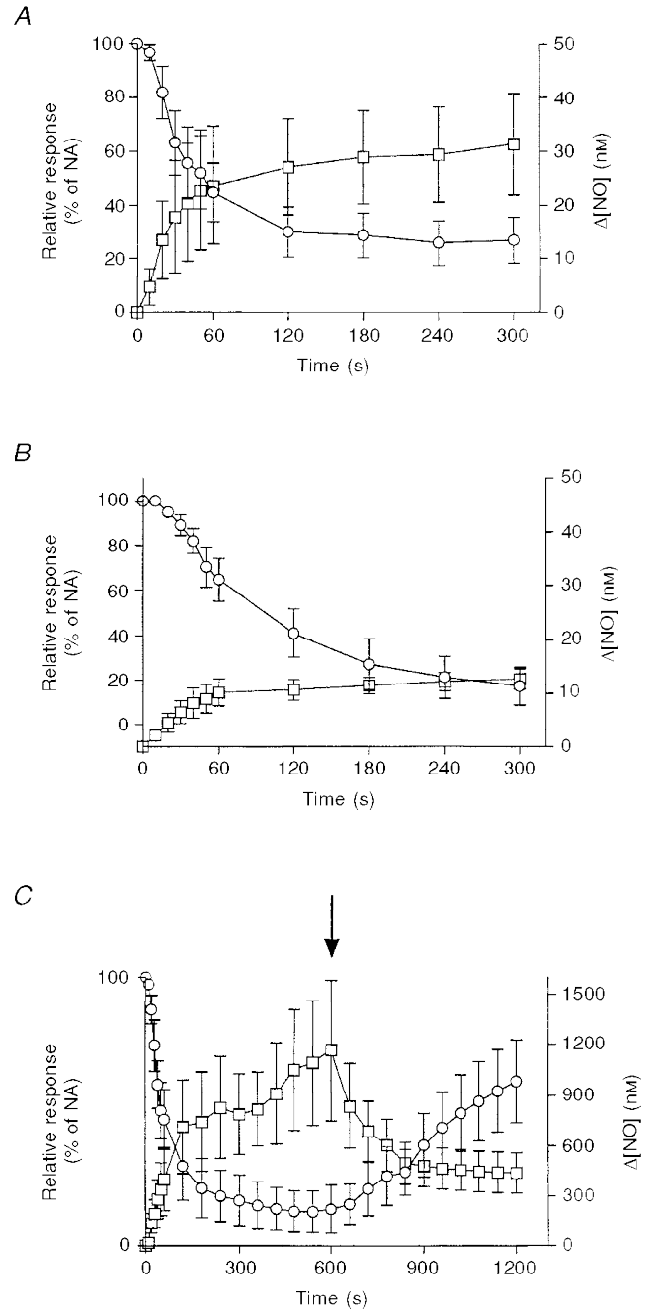 A
Relative response
(% of NA)
100
80
60
40
20
0
50
40
30
20
10
0
Δ[NO] (nM)
0 60 120 180 240 300
Time (s)
B
Relative response
(% of NA)
100
80
60
40
20
0
50
40
30
20
10
0
Δ[NO] (nM)
0 60 120 180 240 300
Time (s)
C
Relative response
(% of NA)
100
0
1500
1200
900
600
300
0
Δ[NO] (nM)
0 300 600 900 1200
Time (s)